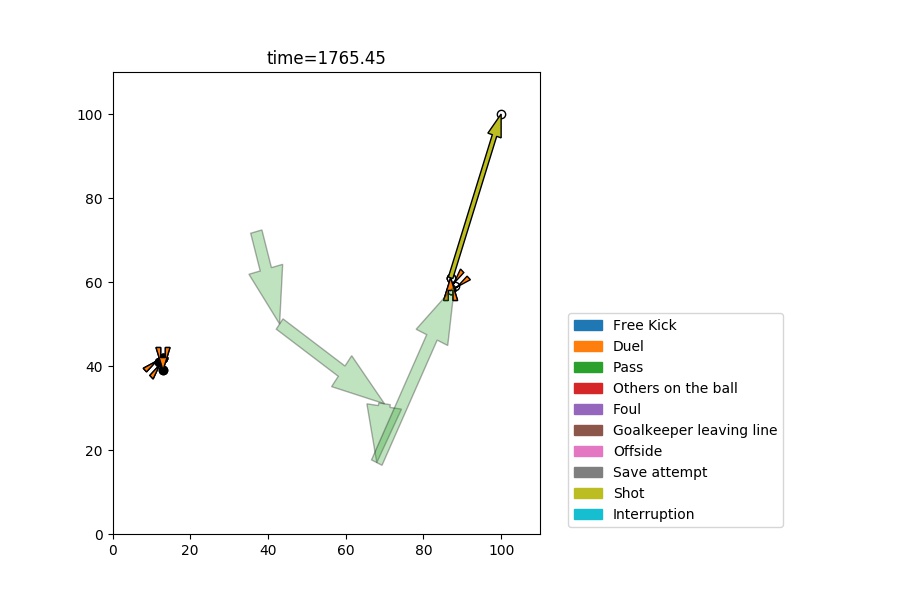 time=1765.45
100
80
60
40
20
0
0 20 40 60 80 100
Free Kick
Duel
Pass
Others on the ball
Foul
Goalkeeper leaving line
Offside
Save attempt
Shot
Interruption